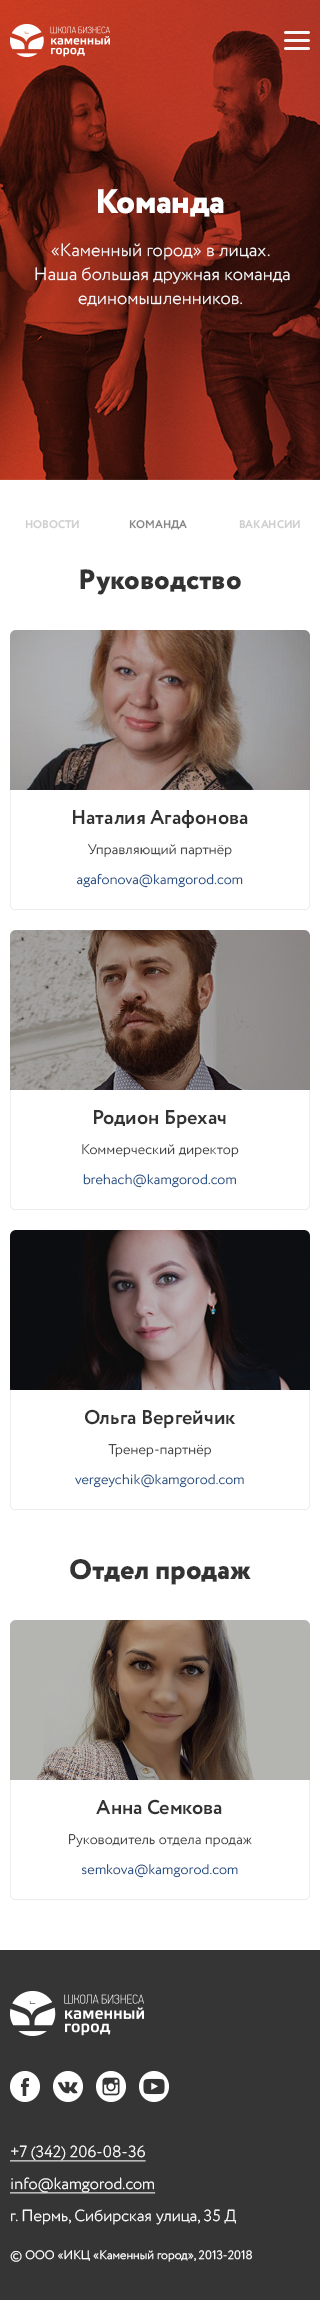 ШКОЛА БИЗНЕСА
каменный
город
Команда
«Каменный город» в лицах.
Наша большая дружная команда
единомышленников.
НОВОСТИ КОМАНДА ВАКАНСИИ
Руководство
Наталия Агафонова
Управляющий партнёр
agafonova@kamgorod.com
Родион Брехач
Коммерческий директор
brehach@kamgorod.com
Ольга Вергейчик
Тренер-партнёр
vergeychik@kamgorod.com
Отдел продаж
Анна Семкова
Руководитель отдела продаж
semkova@kamgorod.com
ШКОЛА БИЗНЕСА
каменный
город
+7 (342) 206-08-36
info@kamgorod.com
г. Пермь, Сибирская улица, 35 Д
© ООО «ИКЦ «Каменный город», 2013-2018